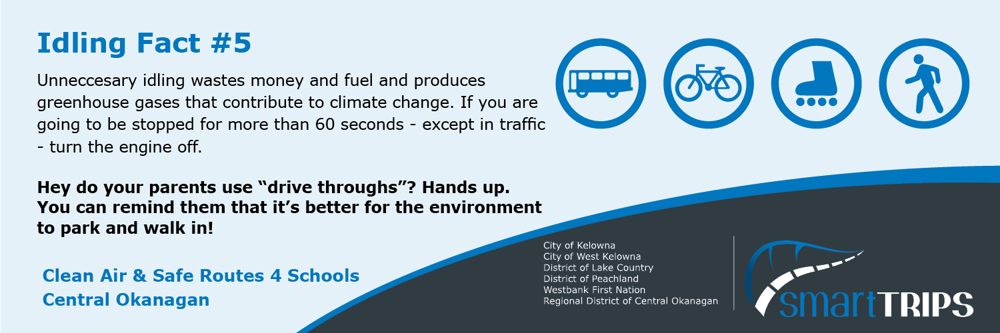 Idling Fact #5
Unneccesary idling wastes money and fuel and produces
greenhouse gases that contribute to climate change. If you are
going to be stopped for more than 60 seconds - except in traffic
- turn the engine off.
Hey do your parents use “drive throughs”? Hands up.
You can remind them that it’s better for the environment
to park and walk in!
Clean Air & Safe Routes 4 Schools
Central Okanagan
City of Kelowna
City of West Kelowna
District of Lake Country
District of Peachland
Westbank First Nation
Regional District of Central Okanagan
smartTRIPS